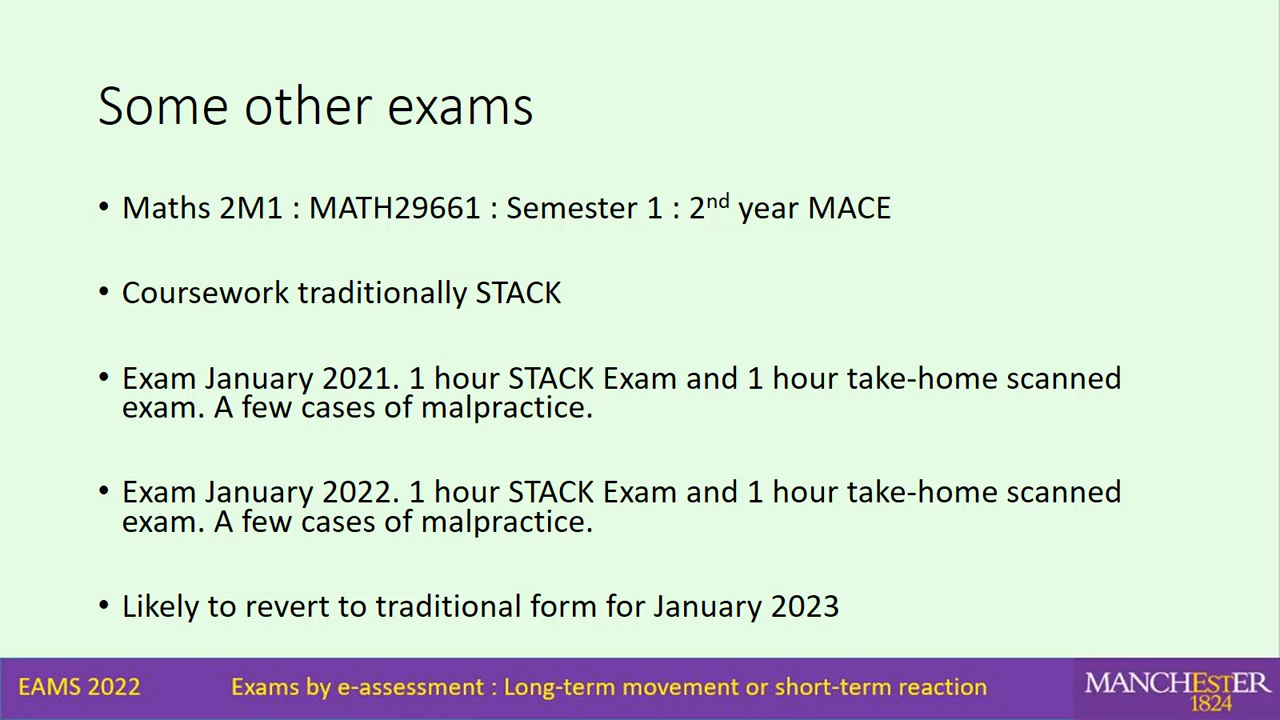 Some other exams
• Maths 2M1 : MATH29661 : Semester 1 : 2nd year MACE
• Coursework traditionally STACK
• Exam January 2021. 1 hour STACK Exam and 1 hour take-home scanned
exam. A few cases of malpractice.
• Exam January 2022. 1 hour STACK Exam and 1 hour take-home scanned
exam. A few cases of malpractice.
• Likely to revert to traditional form for January 2023
EAMS 2022 Exams by e-assessment : Long-term movement or short-term reaction MANCHESTER
1824